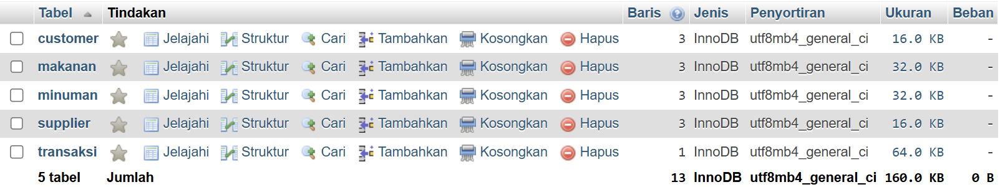 Tabel Tindakan Baris Jenis Penyortiran Ukuran Beban
customer Jelajahi Struktur Cari Tambahkan Kosongkan Hapus 3 InnoDB utf8mb4_general_ci 16.0 KB -
makanan Jelajahi Struktur Cari Tambahkan Kosongkan Hapus 3 InnoDB utf8mb4_general_ci 32.0 KB -
minuman Jelajahi Struktur Cari Tambahkan Kosongkan Hapus 3 InnoDB utf8mb4_general_ci 32.0 KB -
supplier Jelajahi Struktur Cari Tambahkan Kosongkan Hapus 3 InnoDB utf8mb4_general_ci 16.0 KB -
transaksi Jelajahi Struktur Cari Tambahkan Kosongkan Hapus 1 InnoDB utf8mb4_general_ci 64.0 KB -
5 tabel Jumlah 13 InnoDB utf8mb4_general_ci 160.0 KB 0 B